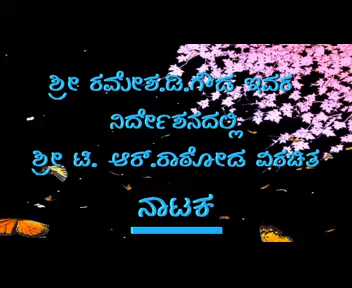 ಶ್ರೀ ರಮೇಶ.ದಿ.ಗೌಡ ಇವರ
ನಿರ್ದೇಶನದಲ್ಲಿ
ಶ್ರೀ ಟಿ. ಆರ್.ರಾಠೋಡ ವಿರಚಿತ
ನಾಟಕ